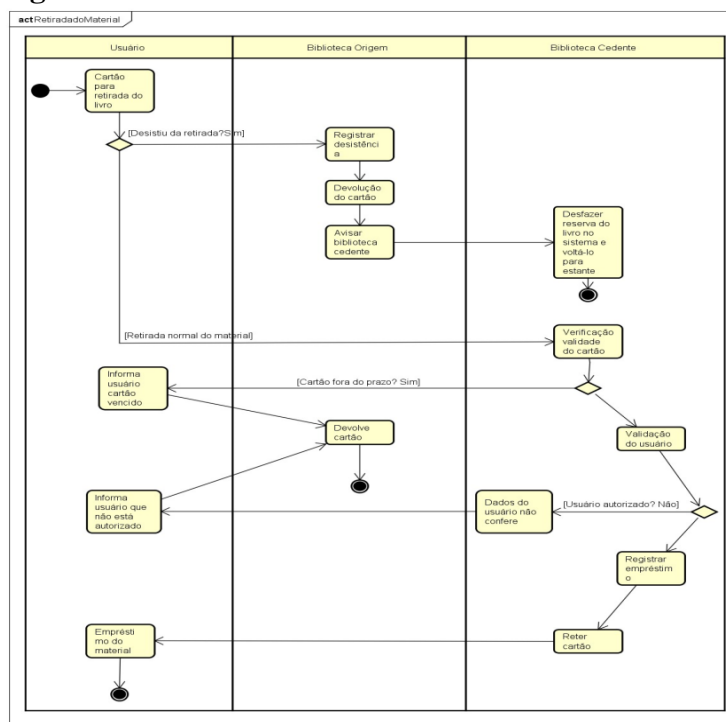 act RetiradadoMaterial
Usuário
Biblioteca Origem
Biblioteca Cedente
Cartão
para
retirada do
livro
[Desistiu da retirada?Sim]
Registrar
desistênci
a
Devolução
do cartão
Avisar
biblioteca
cedente
Desfazer
reserva do
livro no
sistema e
voltá-lo
para
estante
[Retirada normal do material]
Verificação
validade
do cartão
[Cartão fora do prazo? Sim]
Informa
usuário
cartão
vencido
Devolve
cartão
Validação
do usuário
Informa
usuário que
não está
autorizado
Dados do
usuário não
confere
[Usuário autorizado? Não]
Registrar
empréstim
o
Reter
cartão
Emprésti
mo do
material